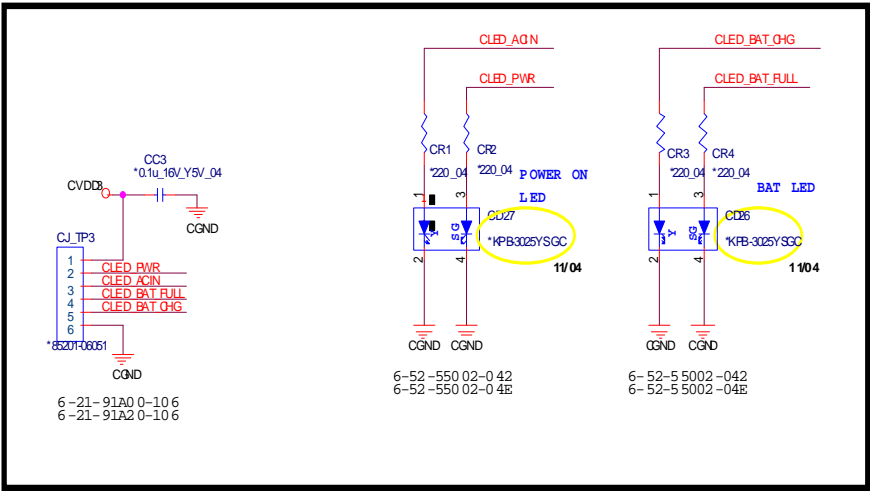 CLED_ACIN
CLED_PWR
CR1
*220_04
CR2
*220_04
POWER ON
LED
1
3
Y
SG
CD27
*KPB-3025YSGC
2
4
11/04
CGND
CGND
6-52-55002-042
6-52-55002-04E
CLED_BAT_CHG
CLED_BAT_FULL
CR3
*220_04
CR4
*220_04
BAT LED
1
3
Y
SG
CD26
*KPB-3025YSGC
2
4
11/04
CGND
CGND
6-52-55002-042
6-52-55002-04E
CC3
*0.1u_16V_Y5V_04
CVDD3
CGND
CJ_TP3
1
2
3
4
5
6
CLED_PWR
CLED_ACIN
CLED_BAT_FULL
CLED_BAT_CHG
*85201-06051
CGND
6-21-91A00-106
6-21-91A20-106